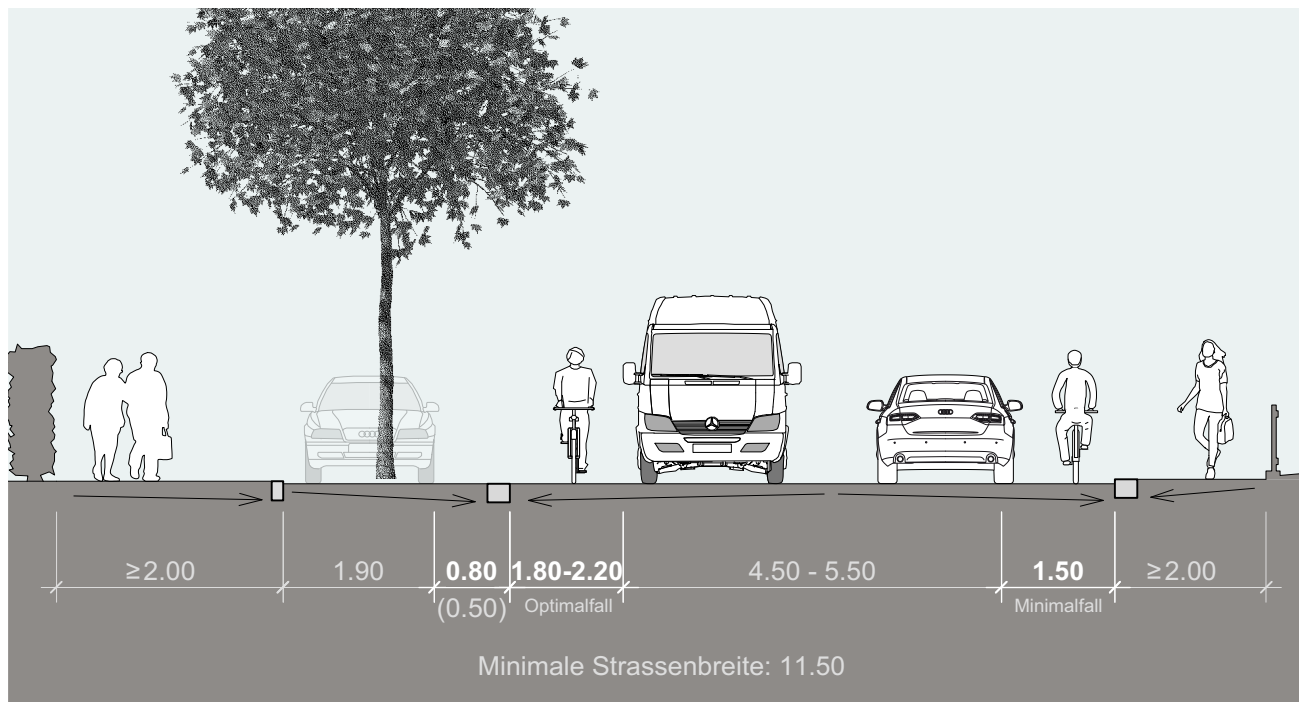 ≥2.00 1.90 0.80 1.80-2.20 4.50 - 5.50 1.50 ≥2.00
(0.50) Optimalfall Minimalfall
Minimale Strassenbreite: 11.50